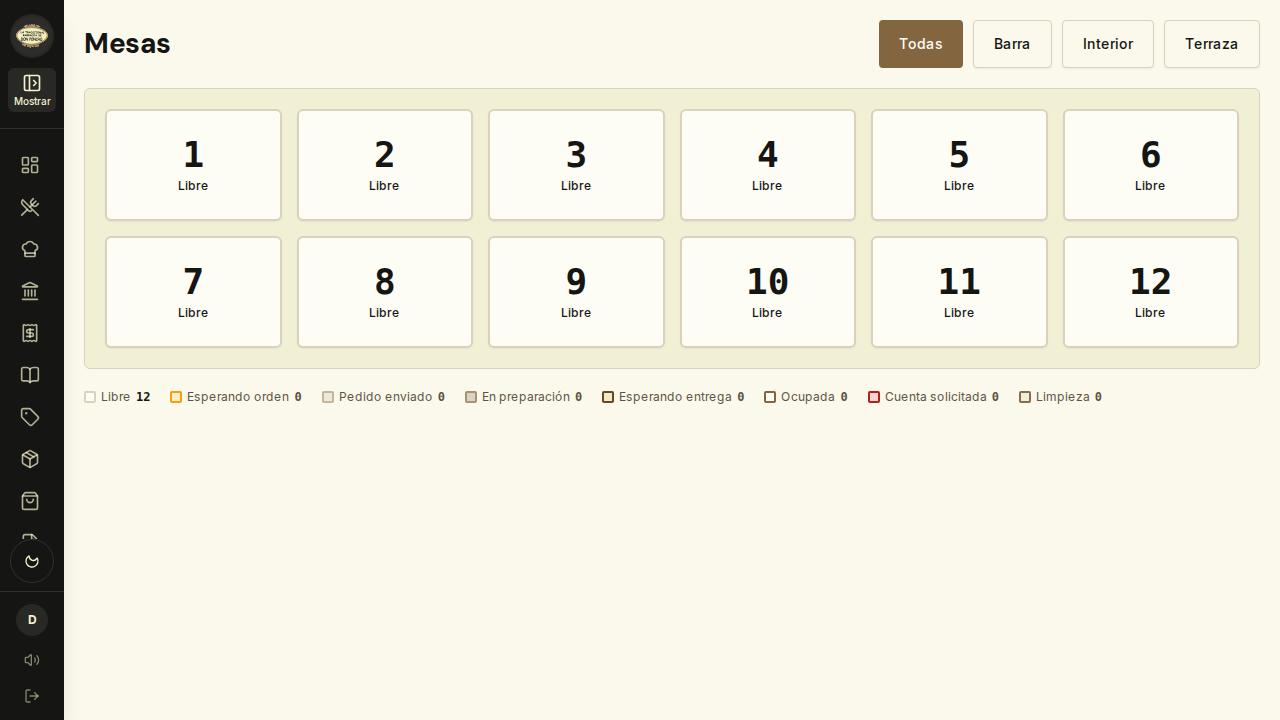 Mesas
Todas
Barra
Interior
Terraza
Mostrar
1
Libre
2
Libre
3
Libre
4
Libre
5
Libre
6
Libre
7
Libre
8
Libre
9
Libre
10
Libre
11
Libre
12
Libre
Libre 12
Esperando orden 0
Pedido enviado 0
En preparación 0
Esperando entrega 0
Ocupada 0
Cuenta solicitada 0
Limpieza 0
D